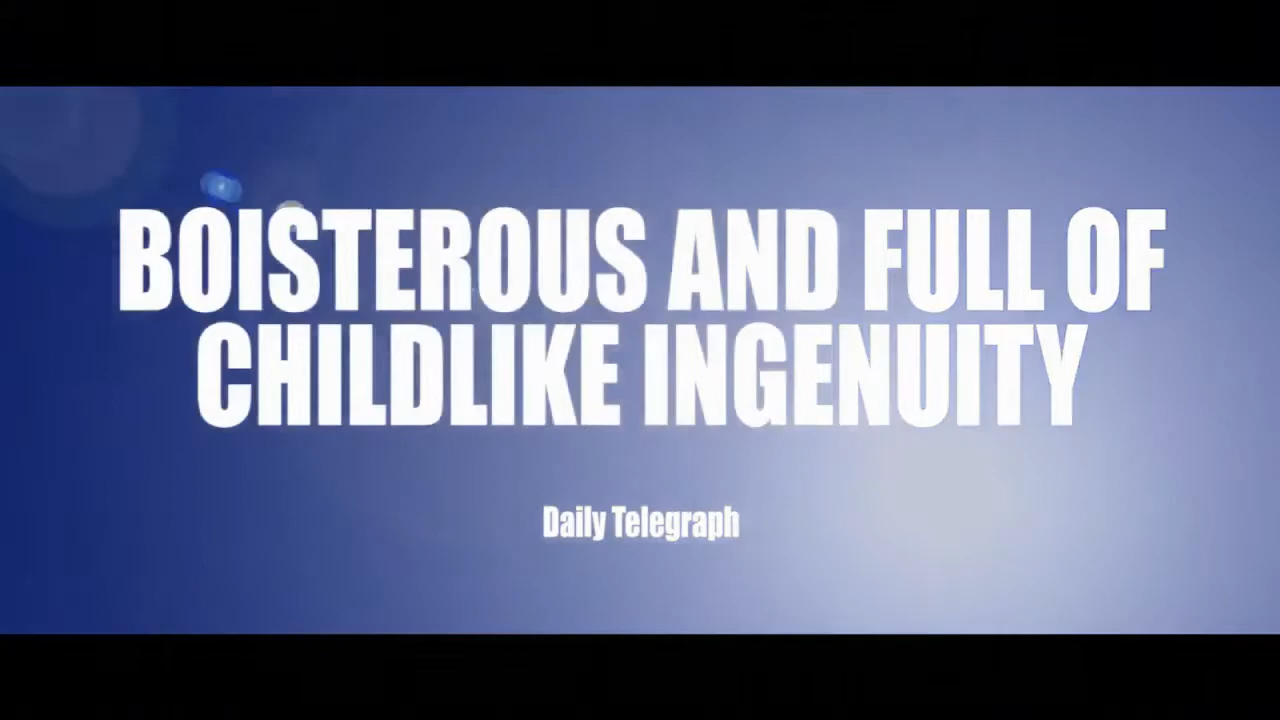 BOISTEROUS AND FULL OF
CHILDLIKE INGENUITY
Daily Telegraph